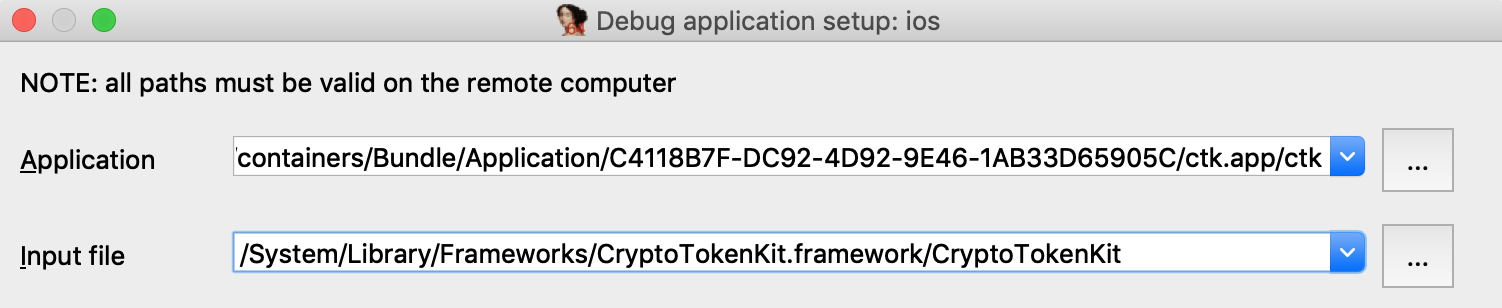 Debug application setup: ios
NOTE: all paths must be valid on the remote computer
Application
containers/Bundle/Application/C4118B7F-DC92-4D92-9E46-1AB33D65905C/ctk.app/ctk
...
Input file
/System/Library/Frameworks/CryptoTokenKit.framework/CryptoTokenKit
...